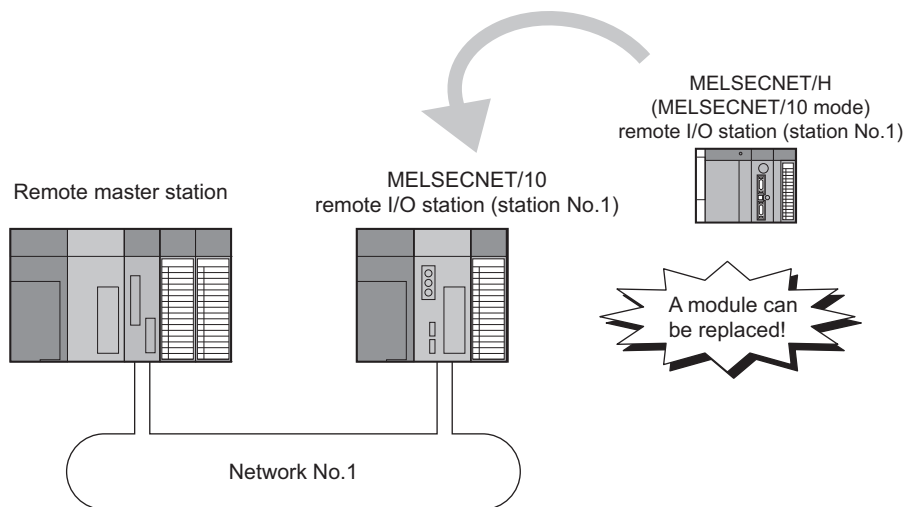 MELSECNET/H
(MELSECNET/10 mode)
remote I/O station (station No.1)
Remote master station
MELSECNET/10
remote I/O station (station No.1)
A module can
be replaced!
Network No.1